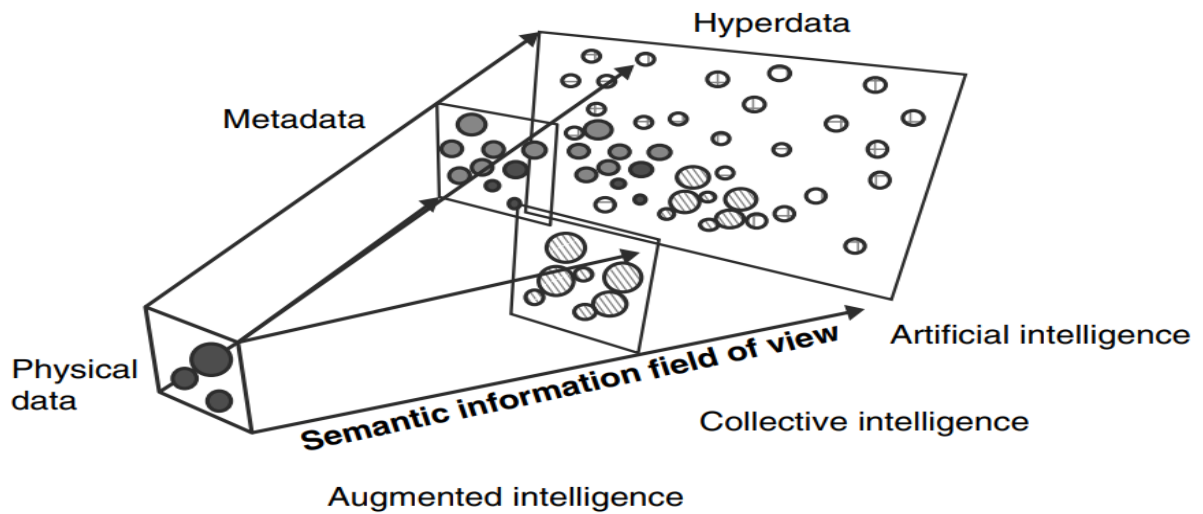 Hyperdata
Metadata
Physical
data
Semantic information field of view
Artificial intelligence
Collective intelligence
Augmented intelligence